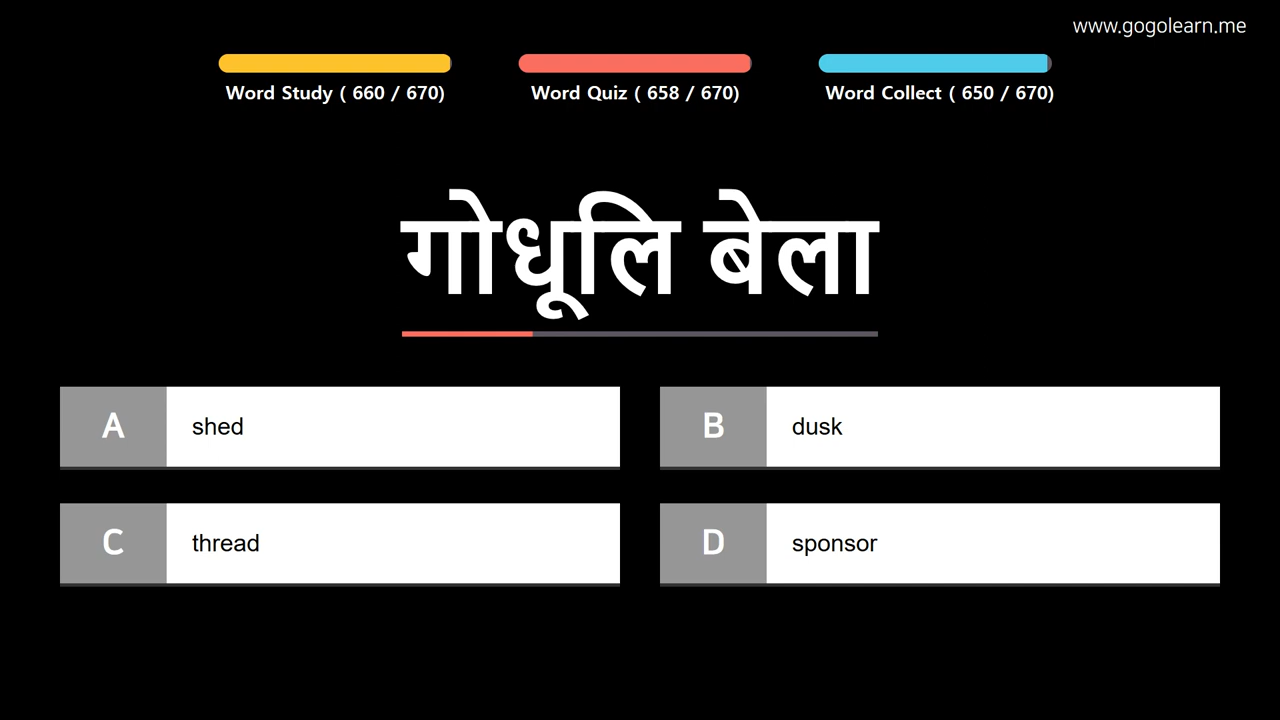 www.gogolearn.me
Word Study ( 660 / 670)
Word Quiz ( 658 / 670)
Word Collect ( 650 / 670)
गोधूलि बेला
A shed
B dusk
C thread
D sponsor